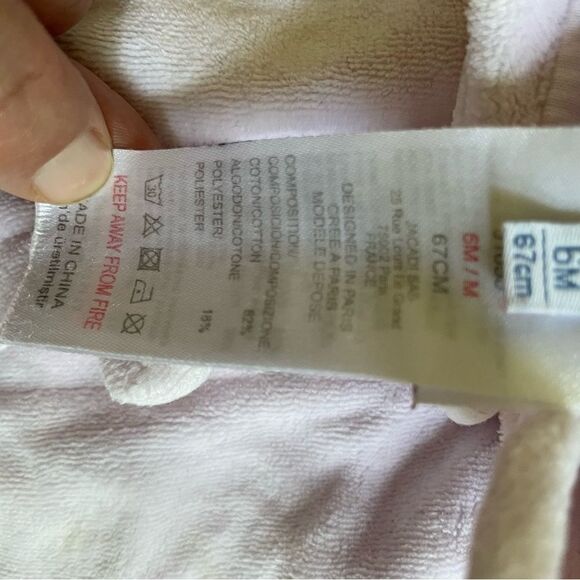 6M
67cm
6M / M
67CM
JACADI SAS
25 Rue Louis Le Grand
75002 Paris
FRANCE
DESIGNED IN PARIS
CREE A PARIS
MODELE DEPOSE
COMPOSITION/
COMPOSICION/COMPOSIZIONE
COTON/COTTON
ALGODON/COTONE 82%
POLYESTER
POLIESTER 18%
30
KEEP AWAY FROM FIRE
MADE IN CHINA